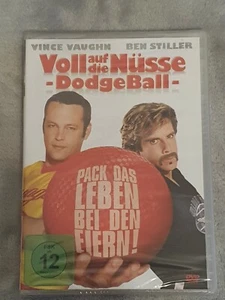 VINCE VAUGHN BEN STILLER
Voll auf die Nüsse
- DodgeBall -
PACK DAS
LEBEN
BEI DEN
EIERN!
12